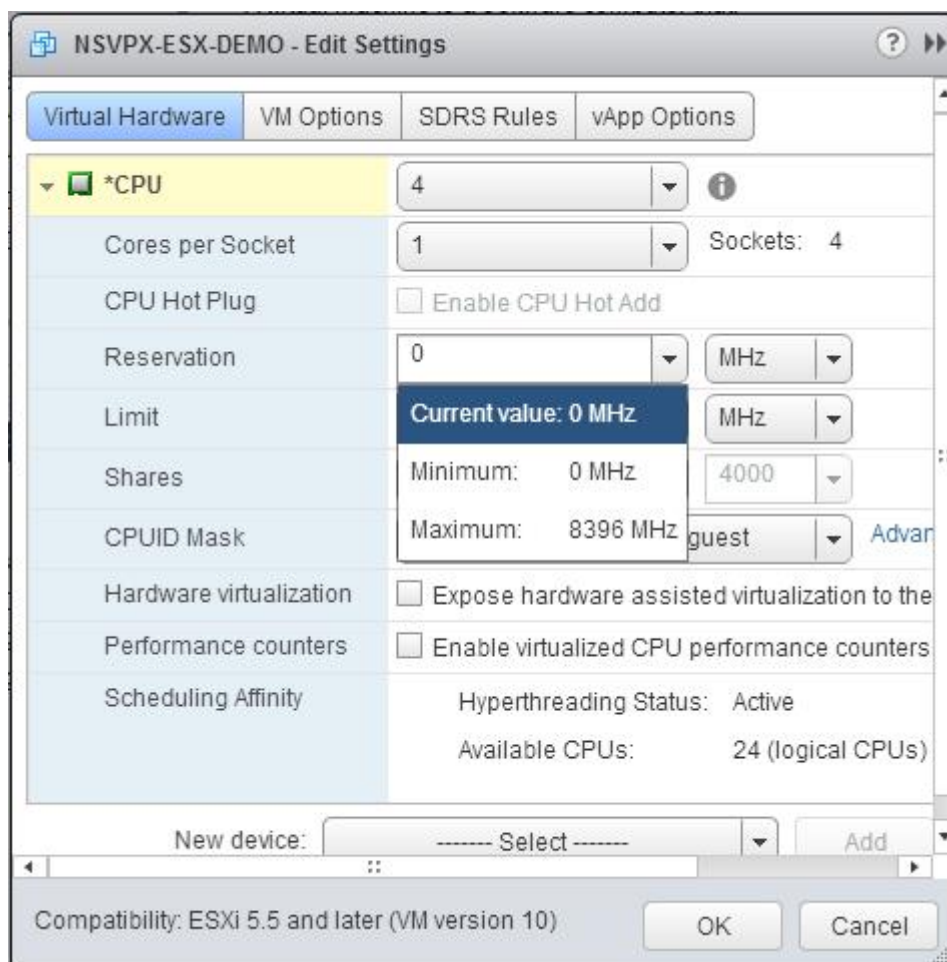 NSVPX-ESX-DEMO - Edit Settings ?
Virtual Hardware VM Options SDRS Rules vApp Options
*CPU 4
Cores per Socket 1 Sockets: 4
CPU Hot Plug Enable CPU Hot Add
Reservation 0 MHz
Limit Current value: 0 MHz MHz
Shares Minimum: 0 MHz 4000
CPUID Mask Maximum: 8396 MHz guest Advan
Hardware virtualization Expose hardware assisted virtualization to the
Performance counters Enable virtualized CPU performance counters
Scheduling Affinity Hyperthreading Status: Active
Available CPUs: 24 (logical CPUs)
New device: ------- Select ------- Add
Compatibility: ESXi 5.5 and later (VM version 10) OK Cancel